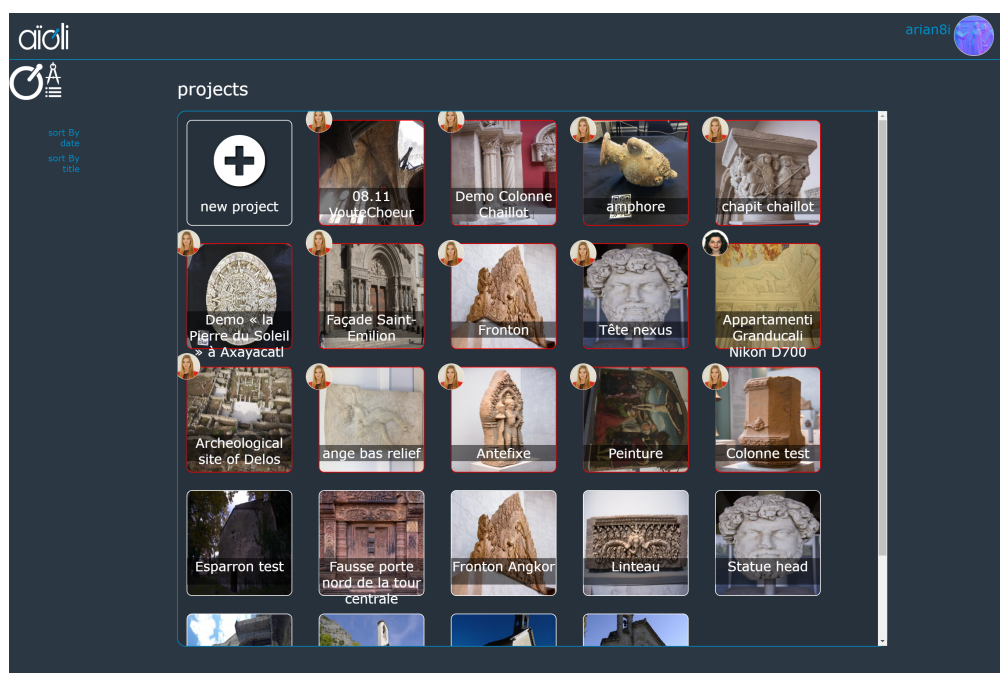 aïoli
arian8i
projects
sort By
date
sort By
title
new project
08.11
VouteChoeur
Demo Colonne
Chaillot
amphore
chapit chaillot
Demo « la
Pierre du Soleil
» à Axayacatl
Façade Saint-
Emilion
Fronton
Tête nexus
Appartamenti
Granducali
Nikon D700
Archeological
site of Delos
ange bas relief
Antefixe
Peinture
Colonne test
Esparron test
Fausse porte
nord de la tour
centrale
Fronton Angkor
Linteau
Statue head